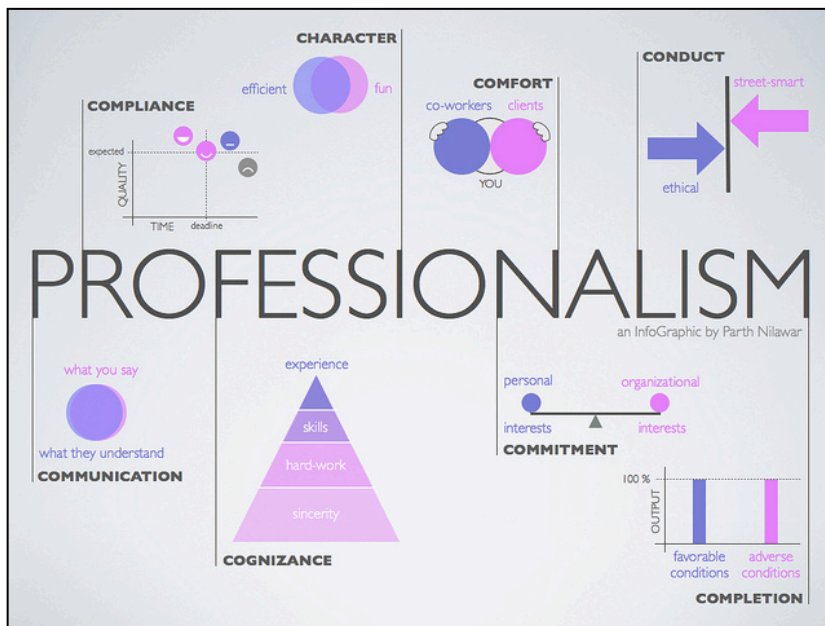 CHARACTER
efficient
fun
COMPLIANCE
expected
QUALITY
TIME
deadline
COMFORT
co-workers
clients
YOU
CONDUCT
street-smart
ethical
PROFESSIONALISM
an InfoGraphic by Parth Nilawar
what you say
what they understand
COMMUNICATION
experience
skills
hard-work
sincerity
COGNIZANCE
personal
interests
organizational
interests
COMMITMENT
100 %
OUTPUT
favorable
conditions
adverse
conditions
COMPLETION